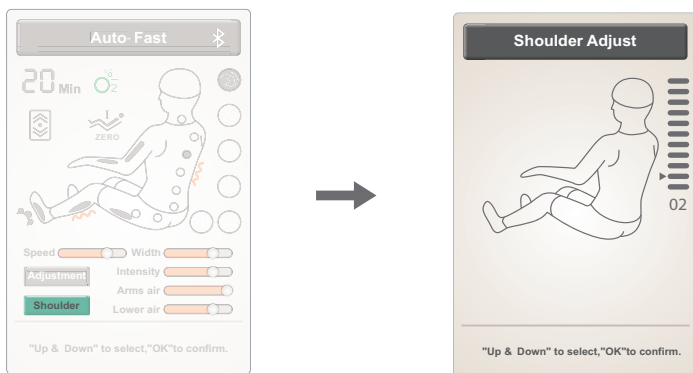 Auto- Fast
20 Min
O2
ZERO
Speed
Width
Adjustment
Intensity
Arms air
Shoulder
Lower air
"Up & Down" to select,"OK"to confirm.
Shoulder Adjust
02
"Up & Down" to select,"OK"to confirm.